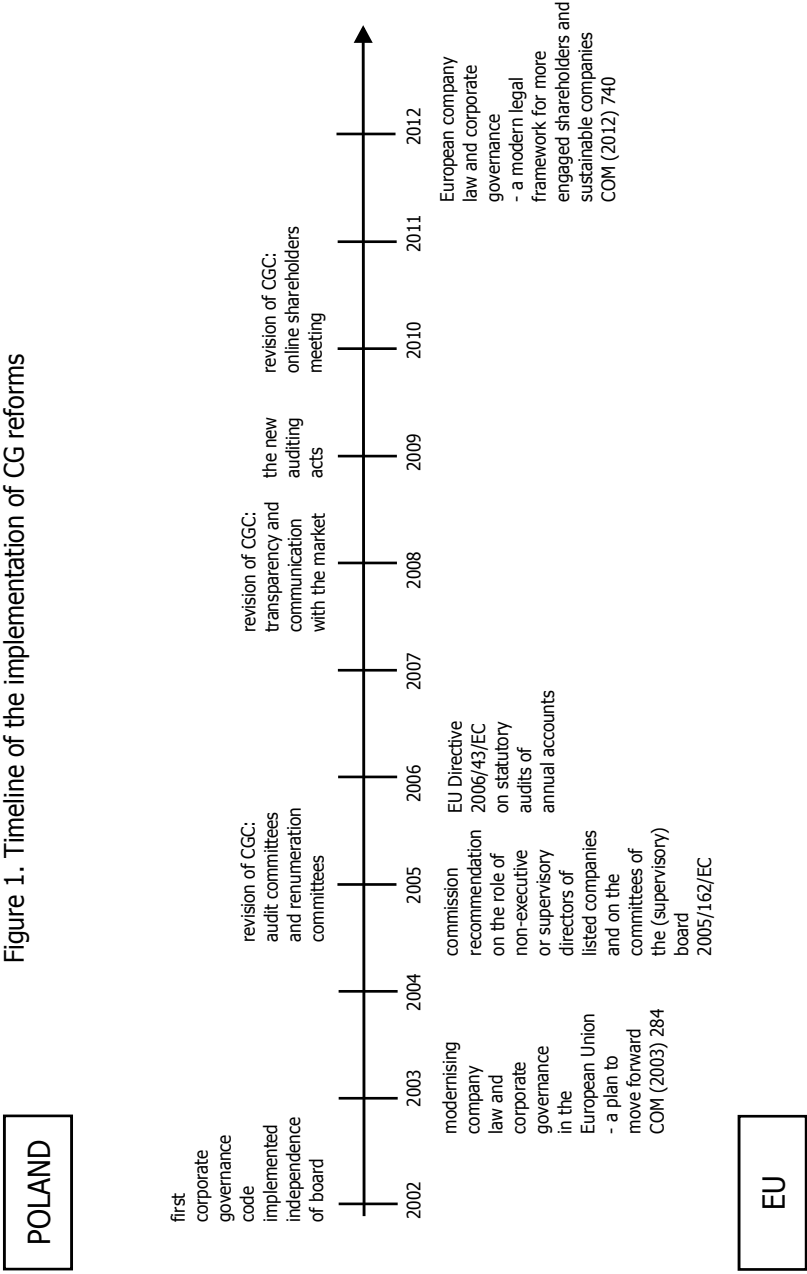 Figure 1. Timeline of the implementation of CG reforms
POLAND
first
corporate
governance
code
implemented
independence
of board
revision of CGC:
audit committees
and renumeration
committees
revision of CGC:
transparency and
communication
with the market
the new
auditing
acts
revision of CGC:
online shareholders
meeting
2002
2003
2004
2005
2006
2007
2008
2009
2010
2011
2012
EU
modernising
company
law and
corporate
governance
in the
European Union
- a plan to
move forward
COM (2003) 284
commission
recommendation
on the role of
non-executive
or supervisory
directors of
listed companies
and on the
committees of
the (supervisory)
board
2005/162/EC
EU Directive
2006/43/EC
on statutory
audits of
annual accounts
European company
law and corporate
governance
- a modern legal
framework for more
engaged shareholders and
sustainable companies
COM (2012) 740